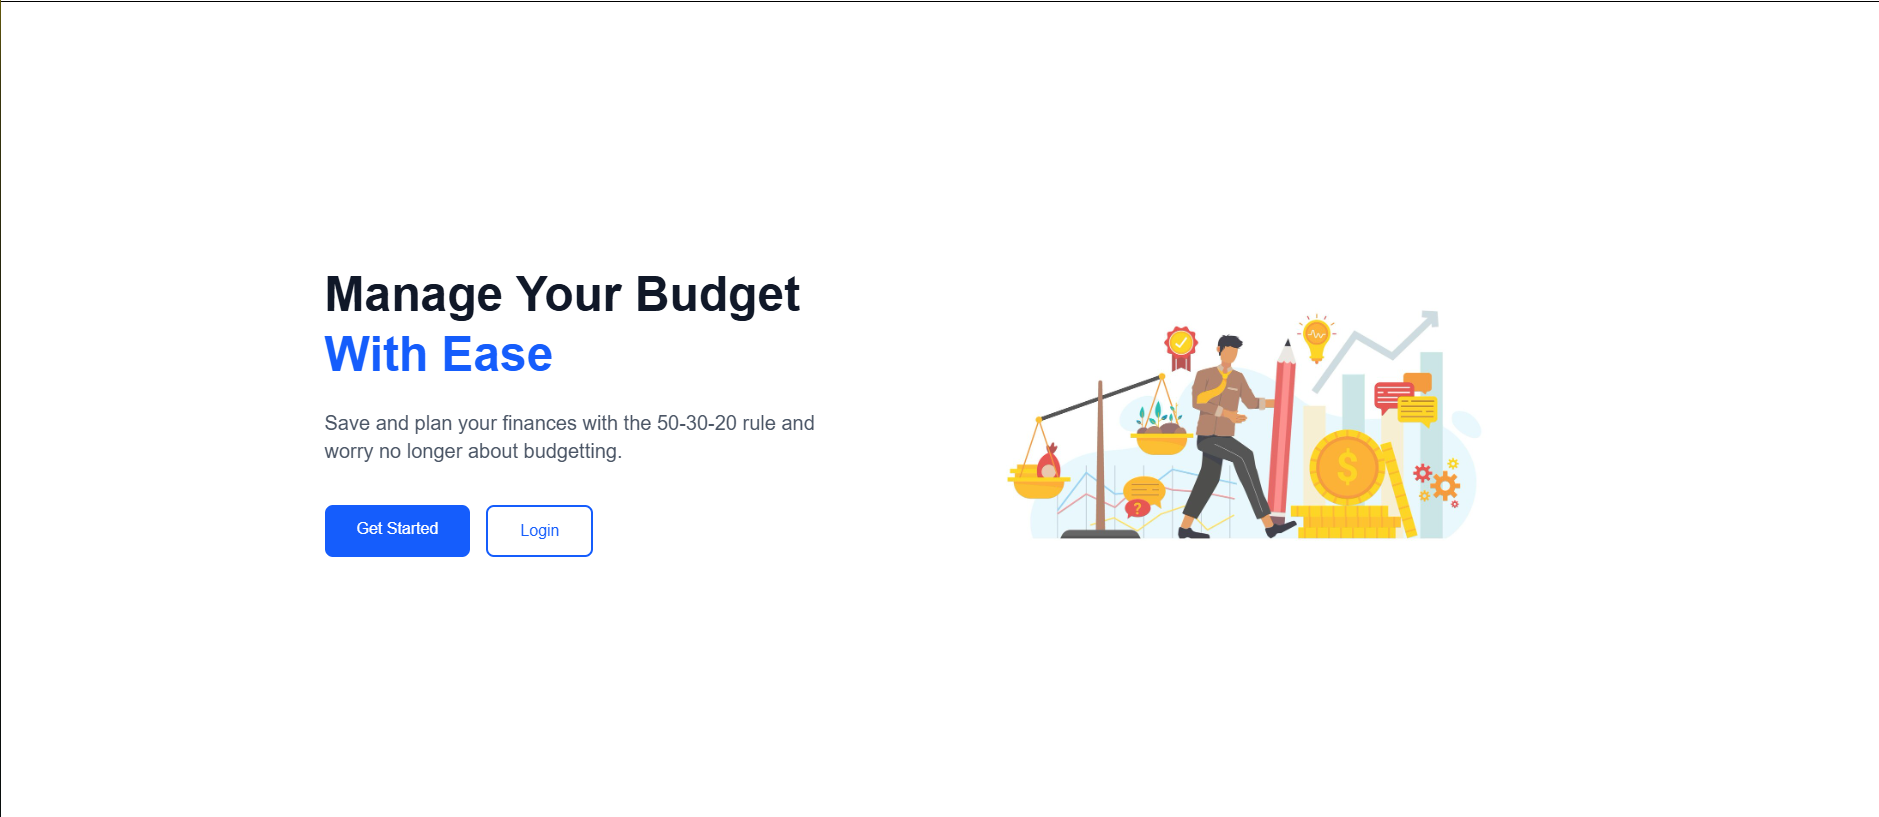 Manage Your Budget
With Ease
Save and plan your finances with the 50-30-20 rule and
worry no longer about budgetting.
Get Started
Login
?
$